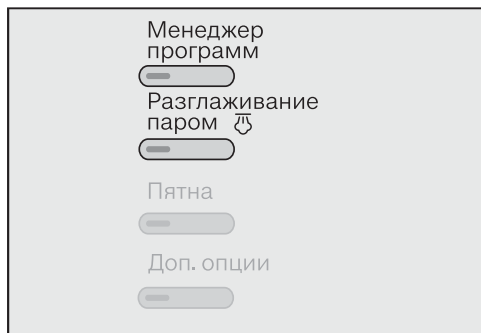 Менеджер
программ
Разглаживание
паром
Пятна
Доп. опции